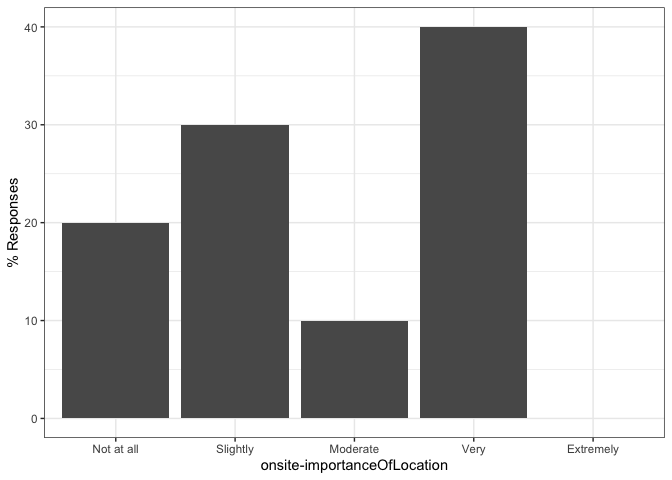 40
30
20
10
0
% Responses
Not at all Slightly Moderate Very Extremely
onsite-importanceOfLocation